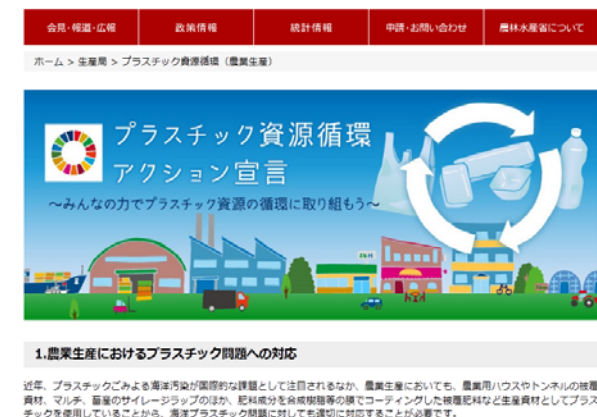 会見・報道・広報
政策情報
統計情報
申請・お問い合わせ
農林水産省について
ホーム > 生産局 > プラスチック資源循環（農業生産）
プラスチック資源循環
アクション宣言
～みんなの力でプラスチック資源の循環に取り組もう～
1.農業生産におけるプラスチック問題への対応
近年、プラスチックごみよる海洋汚染が国際的な課題として注目されるなか、農業生産においても、農業用ハウスやトンネルの被覆
資材、マルチ、畜産のサイレージラップのほか、肥料成分を合成樹脂等の膜でコーティングした被覆肥料など生産資材としてプラス
チックを使用していることから、海洋プラスチック問題に対しても適切に対応することが必要です。